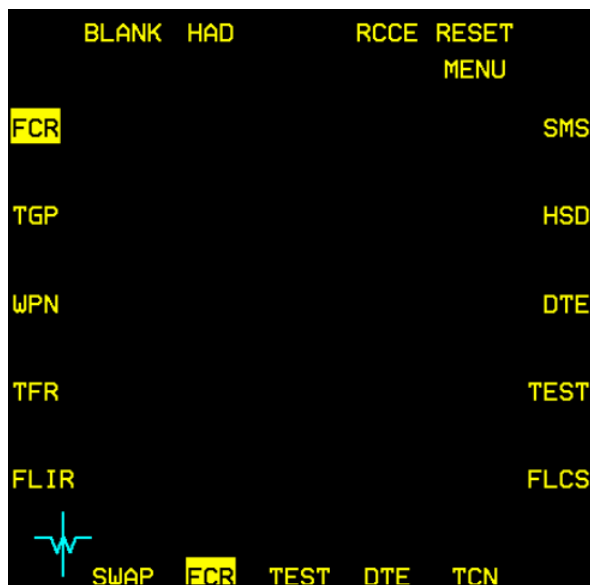 BLANK HAD RCCE RESET
MENU
FCR SMS
TGP HSD
WPN DTE
TFR TEST
FLIR FLCS
SWAP FCR TEST DTE TCN